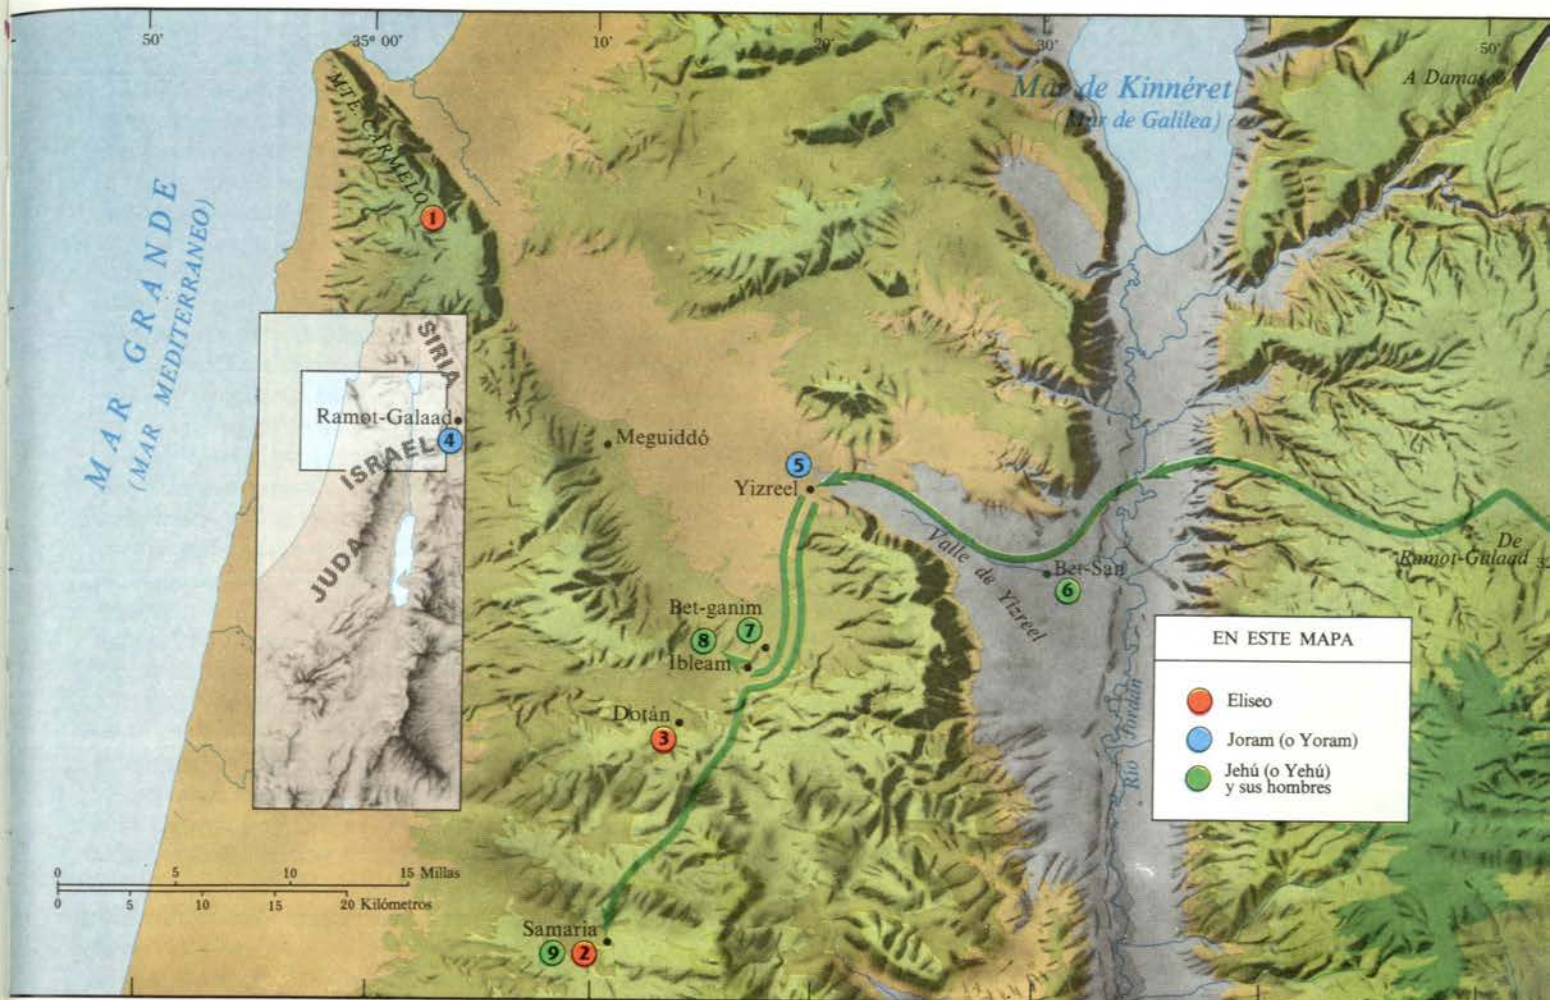 50′
35° 00′
10′
20′
30′
50′
MTE. CARMELO
1
Mar de Kinnéret
(Mar de Galilea)
A Damasco
MAR GRANDE
(MAR MEDITERRANEO)
SIRIA
Ramot-Galaad
4
ISRAEL
JUDA
Meguiddó
5
Yizreel
Valle de Yizreel
Bet-San
6
De
Ramot-Galaad
Bet-ganim
8
7
Ibleam
Dotán
3
Río Jordán
EN ESTE MAPA
Eliseo
Joram (o Yoram)
Jehú (o Yehú)
y sus hombres
0 5 10 15 Millas
0 5 10 15 20 Kilómetros
Samaria
9 2